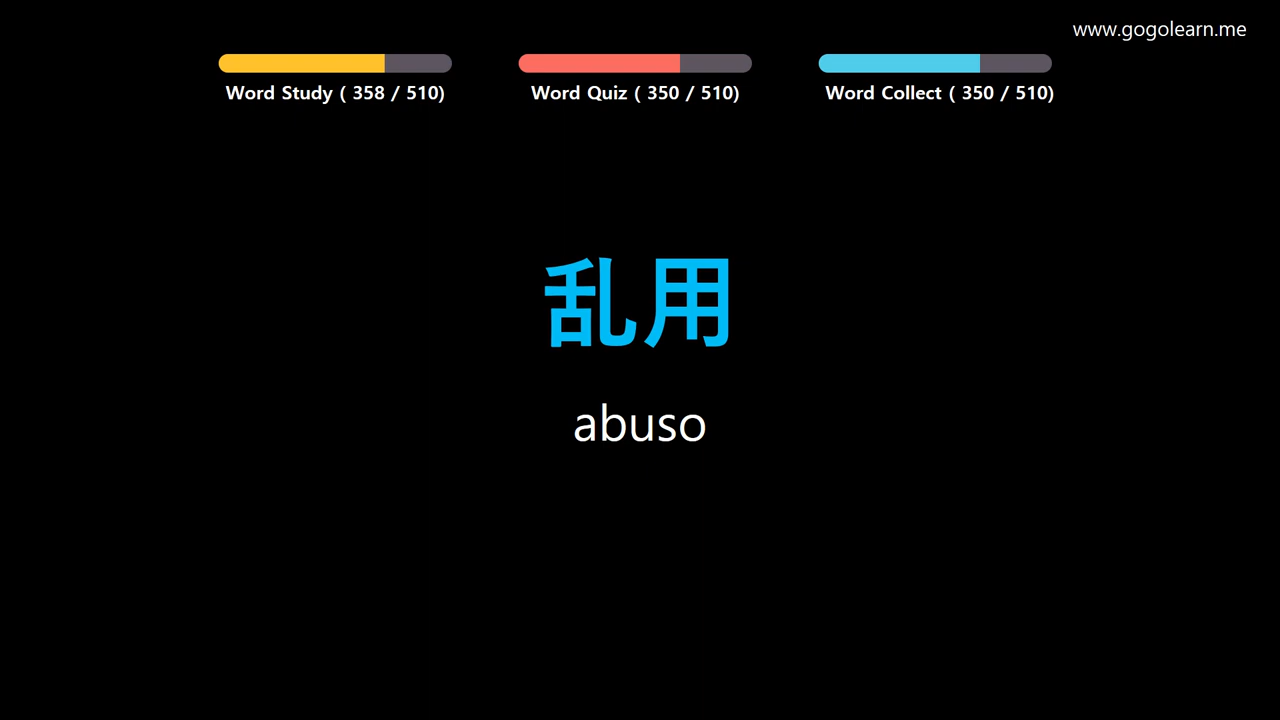 www.gogolearn.me
Word Study ( 358 / 510)
Word Quiz ( 350 / 510)
Word Collect ( 350 / 510)
乱用
abuso